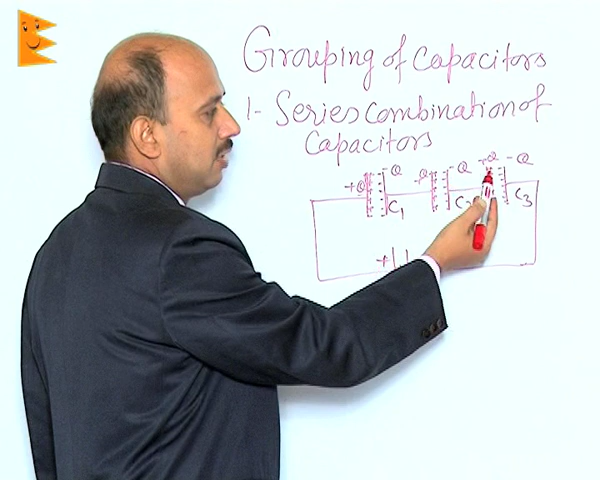 Grouping of Capacitors
1- Series combination of
Capacitors
+Q -Q +Q -Q +Q -Q
C1 C2 C3
+